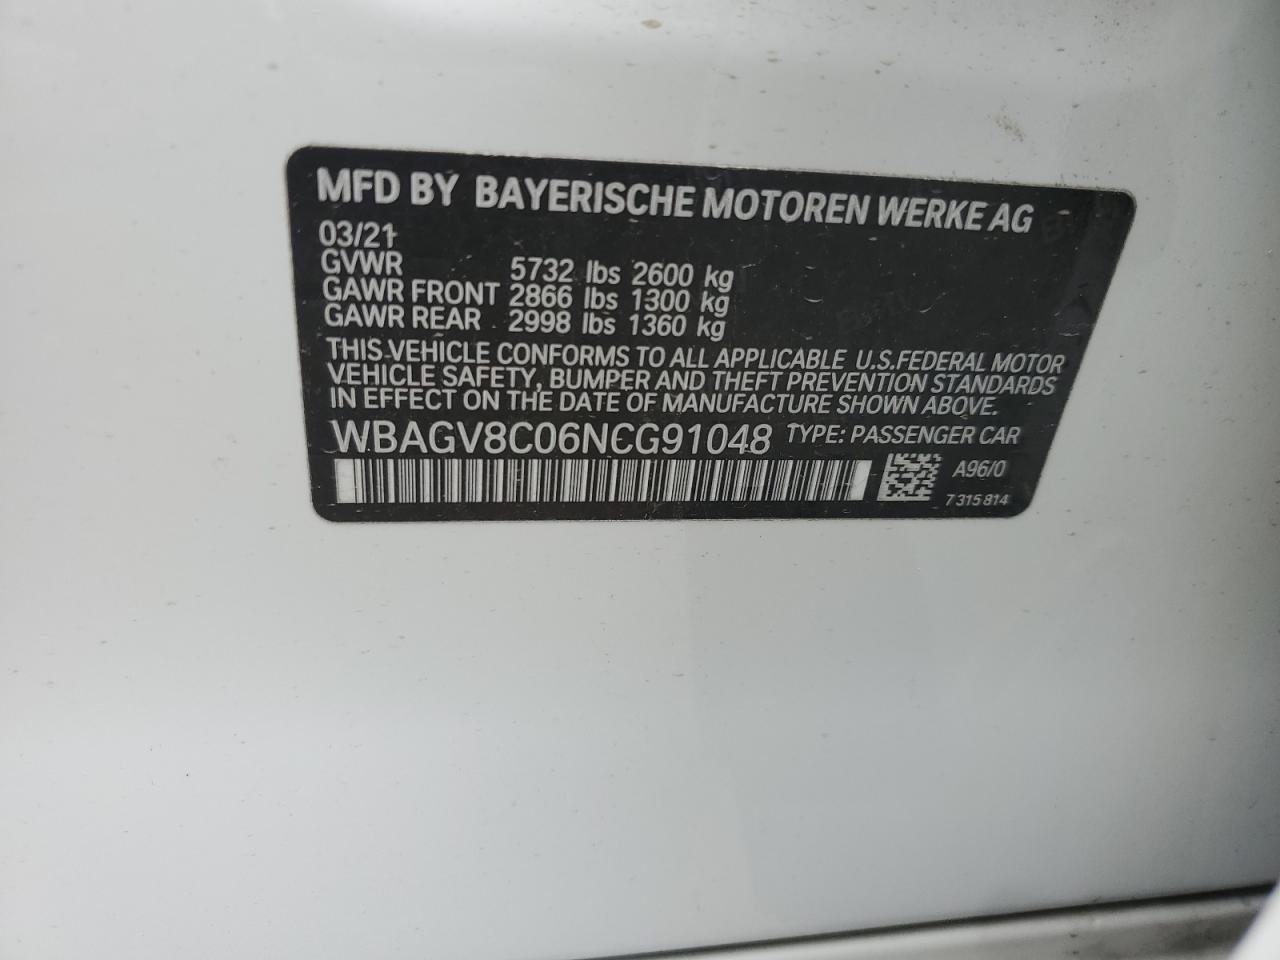 MFD BY BAYERISCHE MOTOREN WERKE AG
03/21
GVWR 5732 lbs 2600 kg
GAWR FRONT 2866 lbs 1300 kg
GAWR REAR 2998 lbs 1360 kg
THIS VEHICLE CONFORMS TO ALL APPLICABLE U.S.FEDERAL MOTOR
VEHICLE SAFETY, BUMPER AND THEFT PREVENTION STANDARDS
IN EFFECT ON THE DATE OF MANUFACTURE SHOWN ABOVE.
WBAGV8C06NCG91048 TYPE: PASSENGER CAR
A96/0
7 315 814